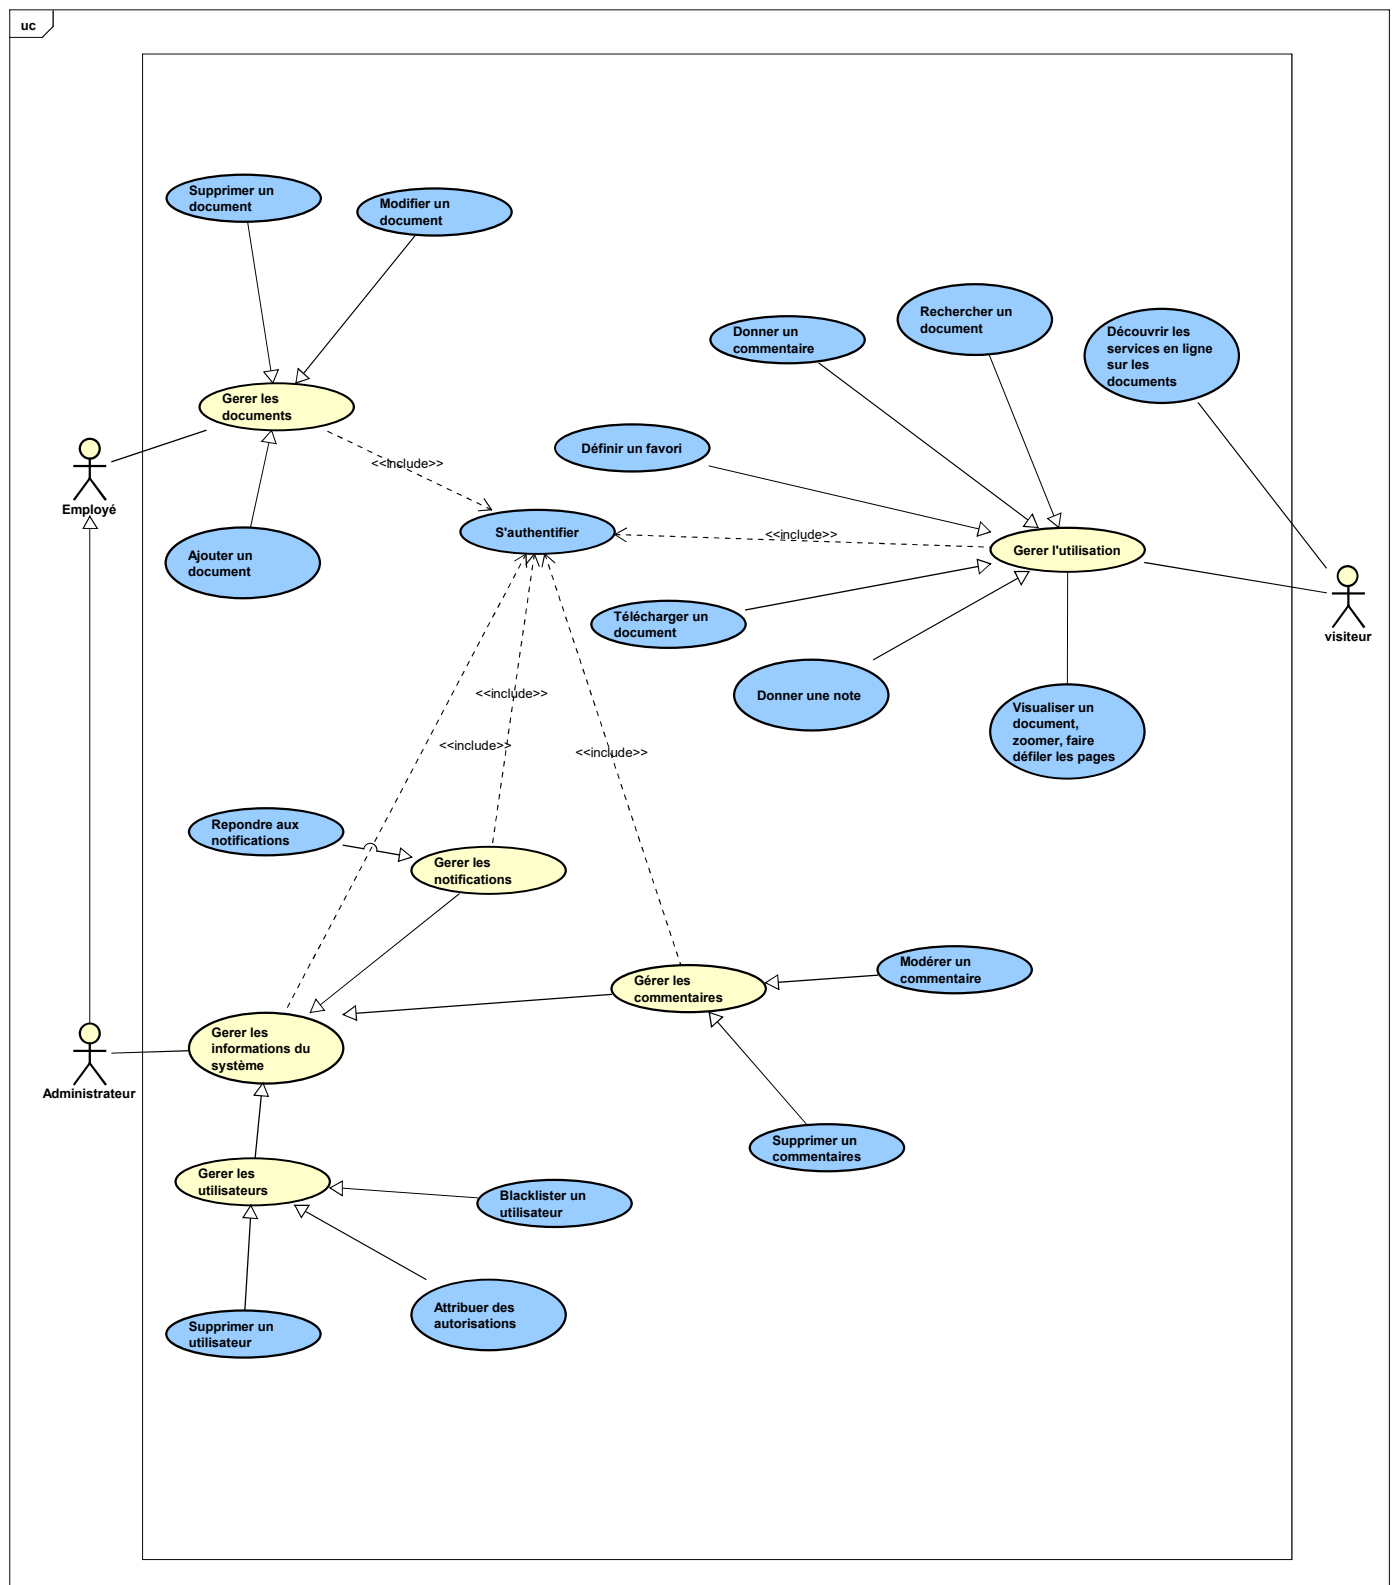 uc
Supprimer un
document
Modifier un
document
Rechercher un
document
Donner un
commentaire
Découvrir les
services en ligne
sur les
documents
Gerer les
documents
Définir un favori
<<include>>
Employé
S'authentifier
<<include>>
Gerer l'utilisation
Ajouter un
document
Télécharger un
document
visiteur
Donner une note
<<include>>
Visualiser un
document,
zoomer, faire
défiler les pages
<<include>>
<<include>>
Repondre aux
notifications
Gerer les
notifications
Modérer un
commentaire
Gérer les
commentaires
Gerer les
informations du
système
Administrateur
Supprimer un
commentaires
Gerer les
utilisateurs
Blacklister un
utilisateur
Attribuer des
autorisations
Supprimer un
utilisateur